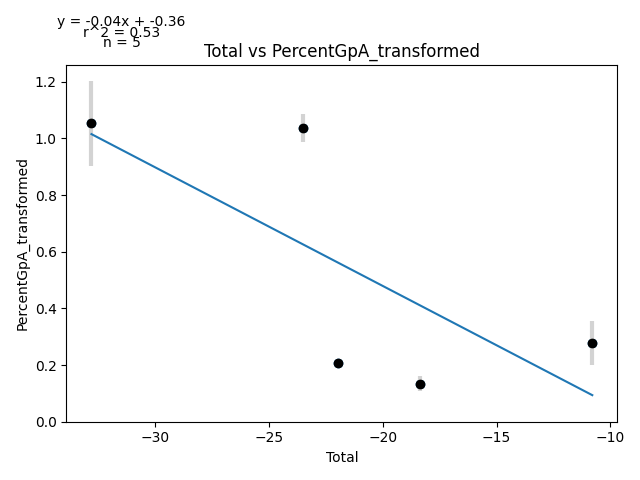 y = -0.04x + -0.36
r^2 = 0.53
n = 5
Total vs PercentGpA_transformed
PercentGpA_transformed
1.2
1.0
0.8
0.6
0.4
0.2
0.0
−30
−25
−20
−15
−10
Total